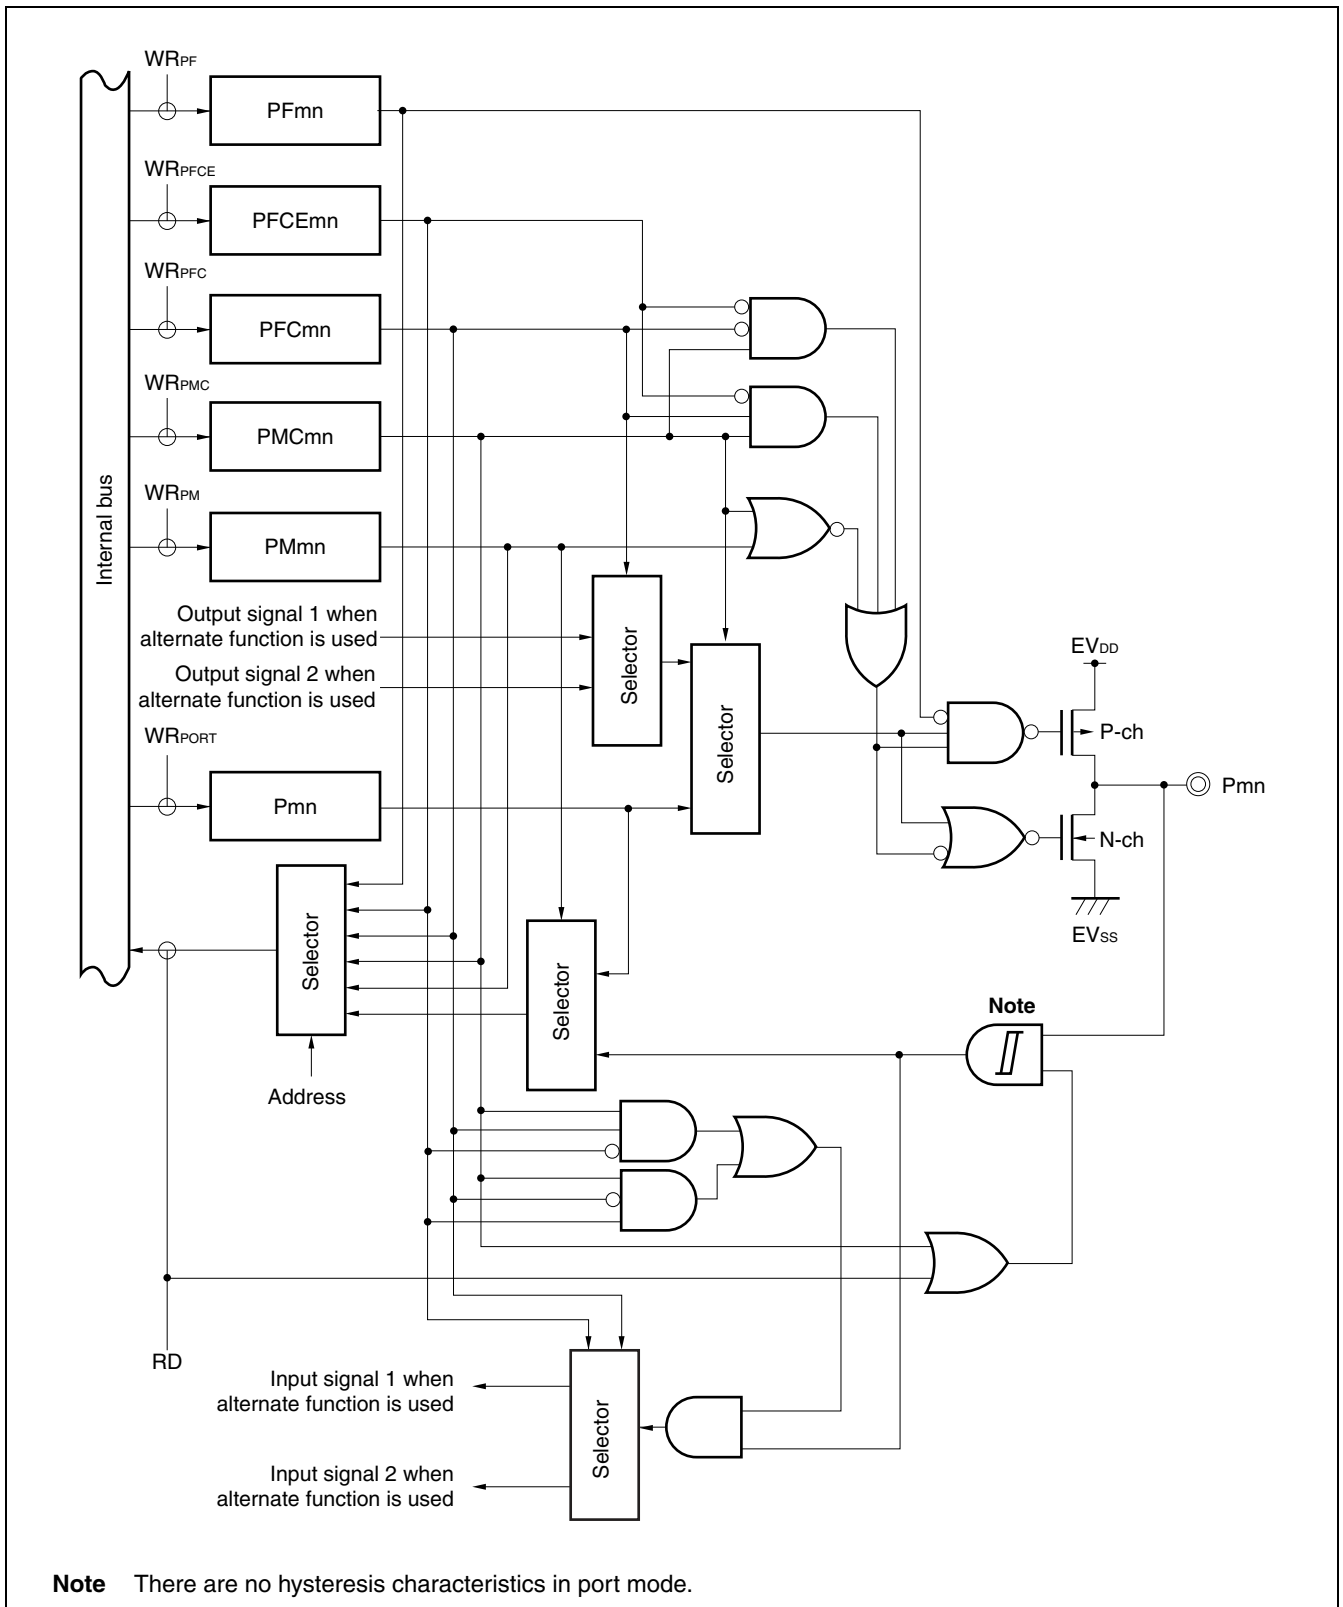 WRPF
PFmn
WRPFCE
PFCEmn
WRPFC
PFCmn
WRPMC
PMCmn
WRPM
PMmn
Internal bus
Output signal 1 when
alternate function is used
Output signal 2 when
alternate function is used
Selector
Selector
EVDD
P-ch
WRPORT
Pmn
Pmn
N-ch
EVSS
Selector
Selector
Address
Note
RD
Input signal 1 when
alternate function is used
Selector
Input signal 2 when
alternate function is used
Note There are no hysteresis characteristics in port mode.